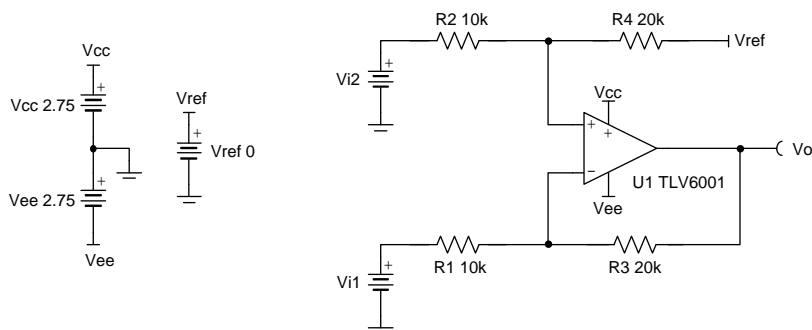 Vcc
Vcc 2.75
Vee 2.75
Vee
Vref
Vref 0
R2 10k
R4 20k
Vref
Vi2
Vcc
+
+
−
Vo
U1 TLV6001
Vee
R1 10k
R3 20k
Vi1
+
+
+
+
+